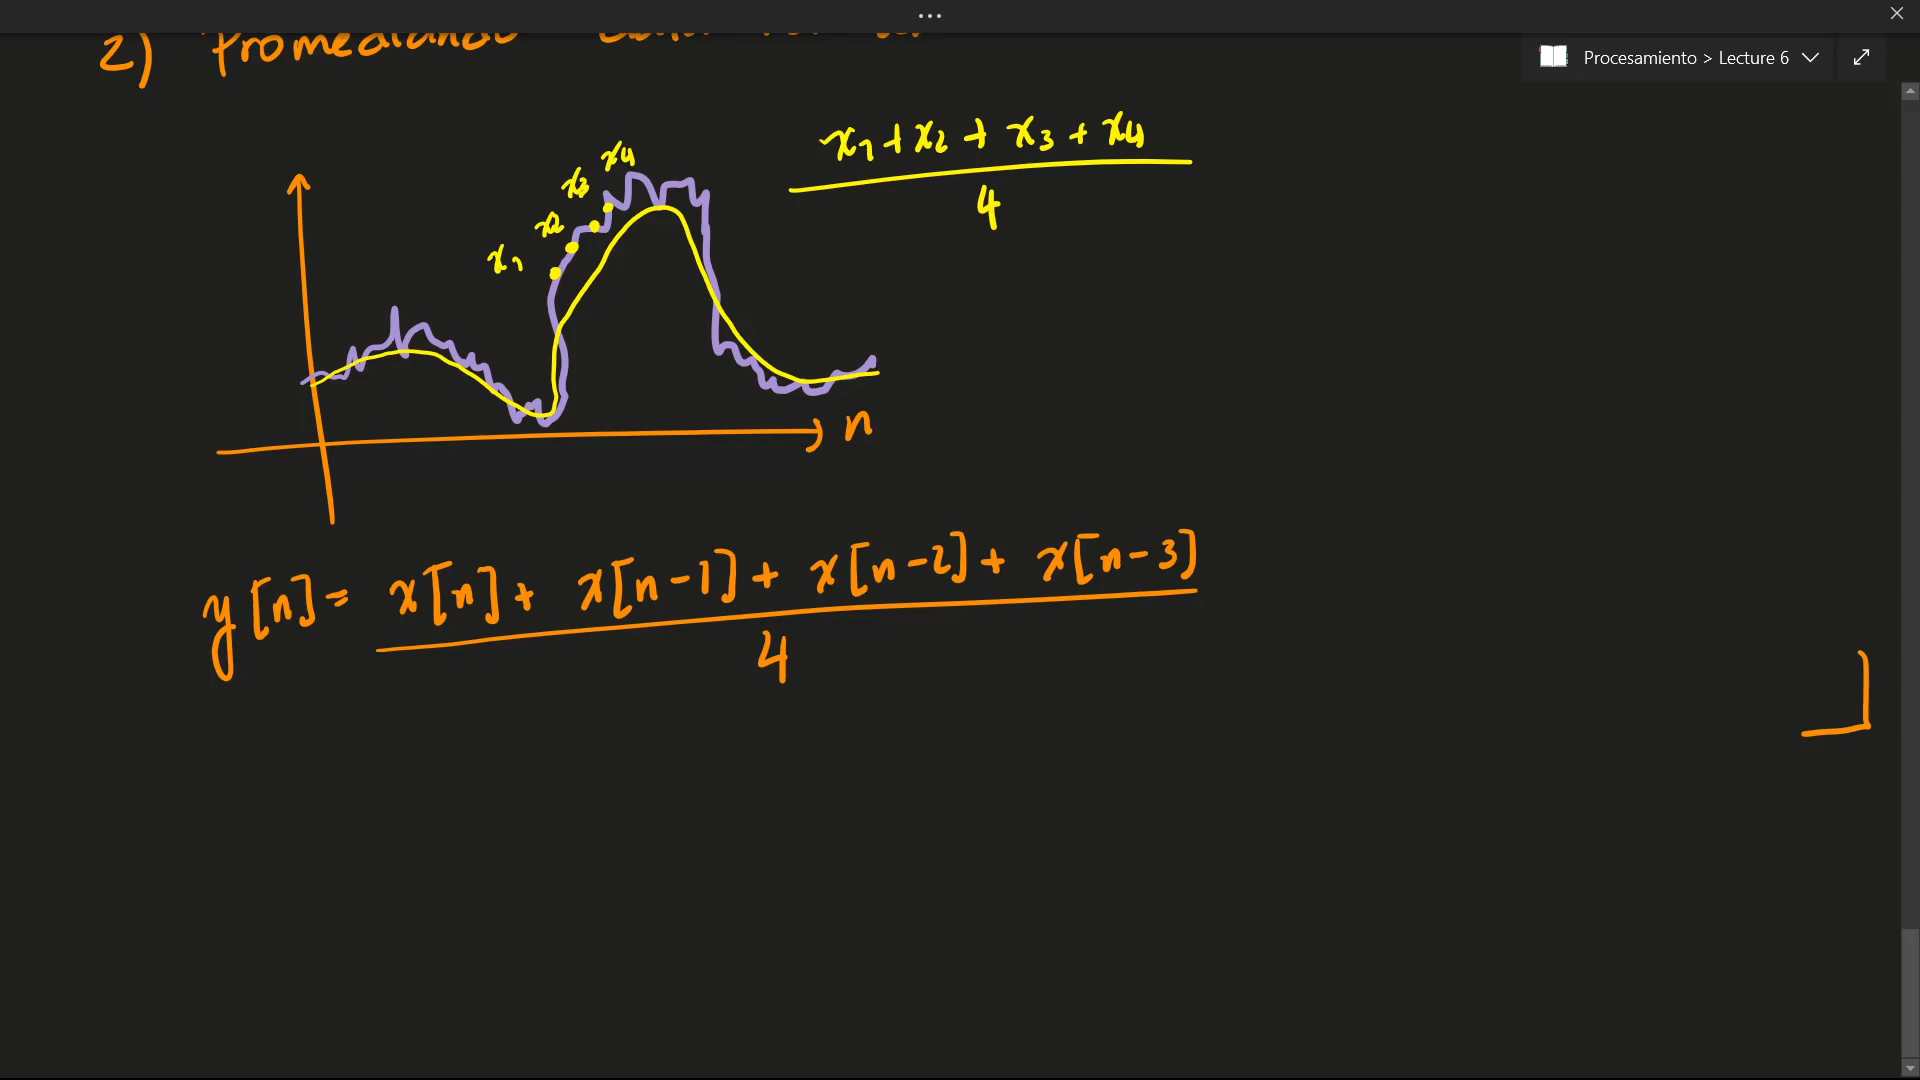 Procesamiento > Lecture 6
2) Promediando
x1 + x2 + x3 + x4
4
x4
x3
x2
x1
n
y[n] = x[n] + x[n-1] + x[n-2] + x[n-3]
4